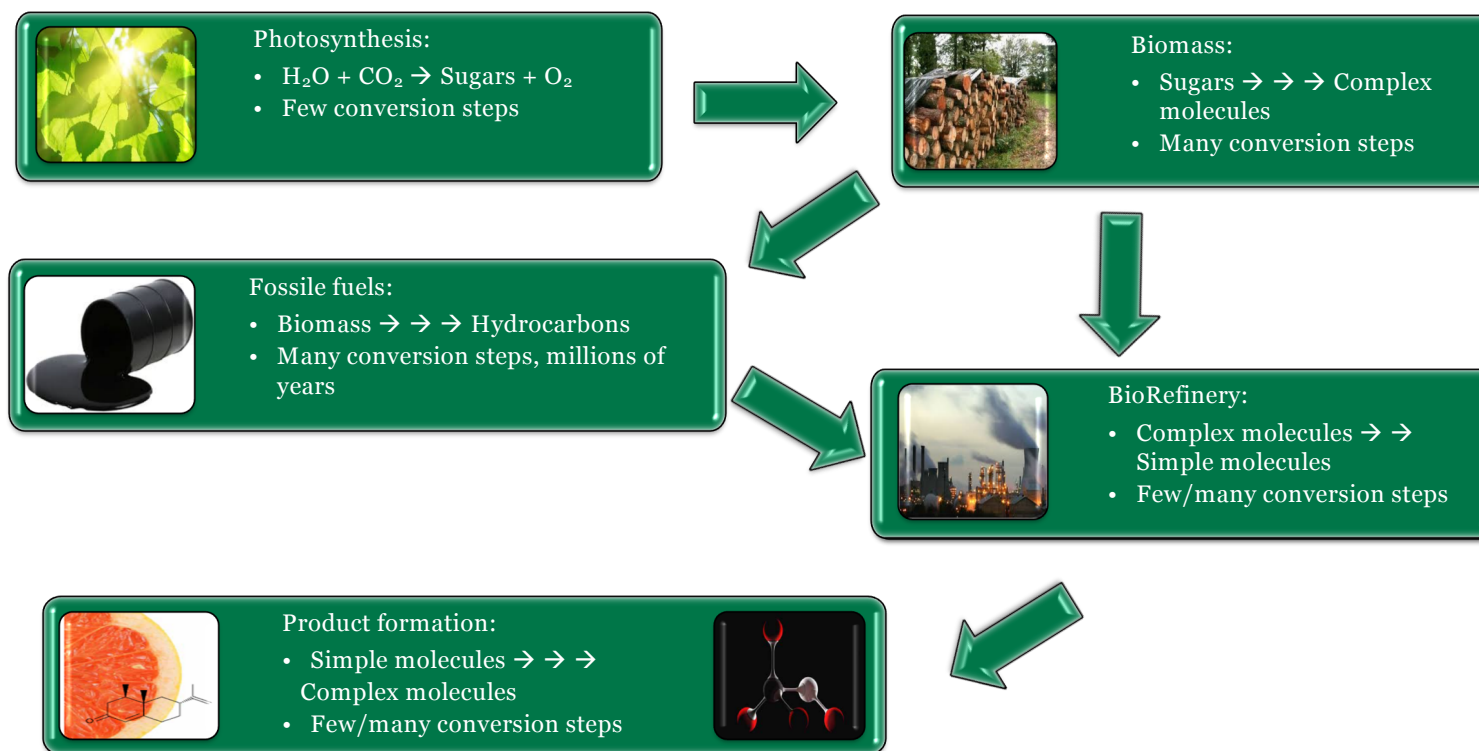 Photosynthesis:
• H₂O + CO₂ → Sugars + O₂
• Few conversion steps
Biomass:
• Sugars → → → Complex
molecules
• Many conversion steps
Fossile fuels:
• Biomass → → → Hydrocarbons
• Many conversion steps, millions of
years
BioRefinery:
• Complex molecules → →
Simple molecules
• Few/many conversion steps
Product formation:
• Simple molecules → → →
Complex molecules
• Few/many conversion steps
O